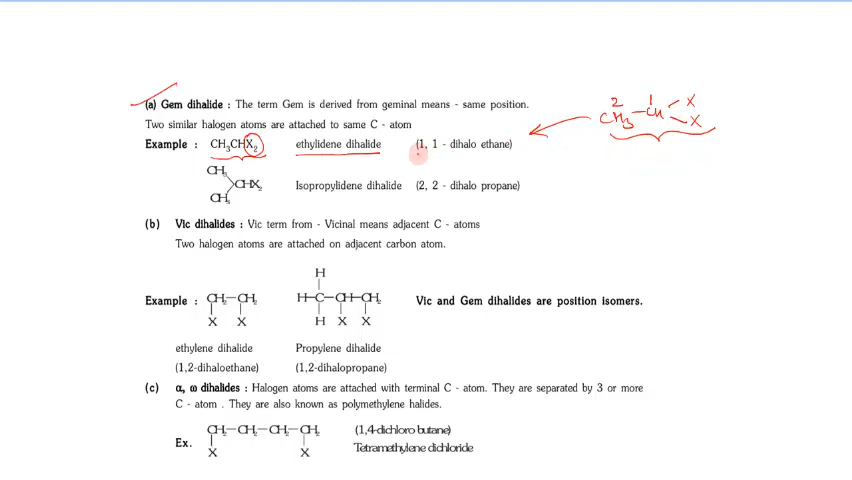 (a) Gem dihalide : The term Gem is derived from geminal means - same position.
Two similar halogen atoms are attached to same C - atom
Example : CH₃CHX₂ ethylidene dihalide (1, 1 - dihalo ethane)
2 1 X
CH₃ — CH
X
CH₃
CHX₂ Isopropylidene dihalide (2, 2 - dihalo propane)
CH₃
(b) Vic dihalides : Vic term from - Vicinal means adjacent C - atoms
Two halogen atoms are attached on adjacent carbon atom.
H
Example : CH₂–CH₂ H–C–CH–CH₂ Vic and Gem dihalides are position isomers.
X X H X X
ethylene dihalide Propylene dihalide
(1,2-dihaloethane) (1,2-dihalopropane)
(c) α, ω dihalides : Halogen atoms are attached with terminal C - atom. They are separated by 3 or more
C - atom . They are also known as polymethylene halides.
CH₂–CH₂–CH₂–CH₂ (1,4-dichloro butane)
Ex. Tetramethylene dichloride
X X